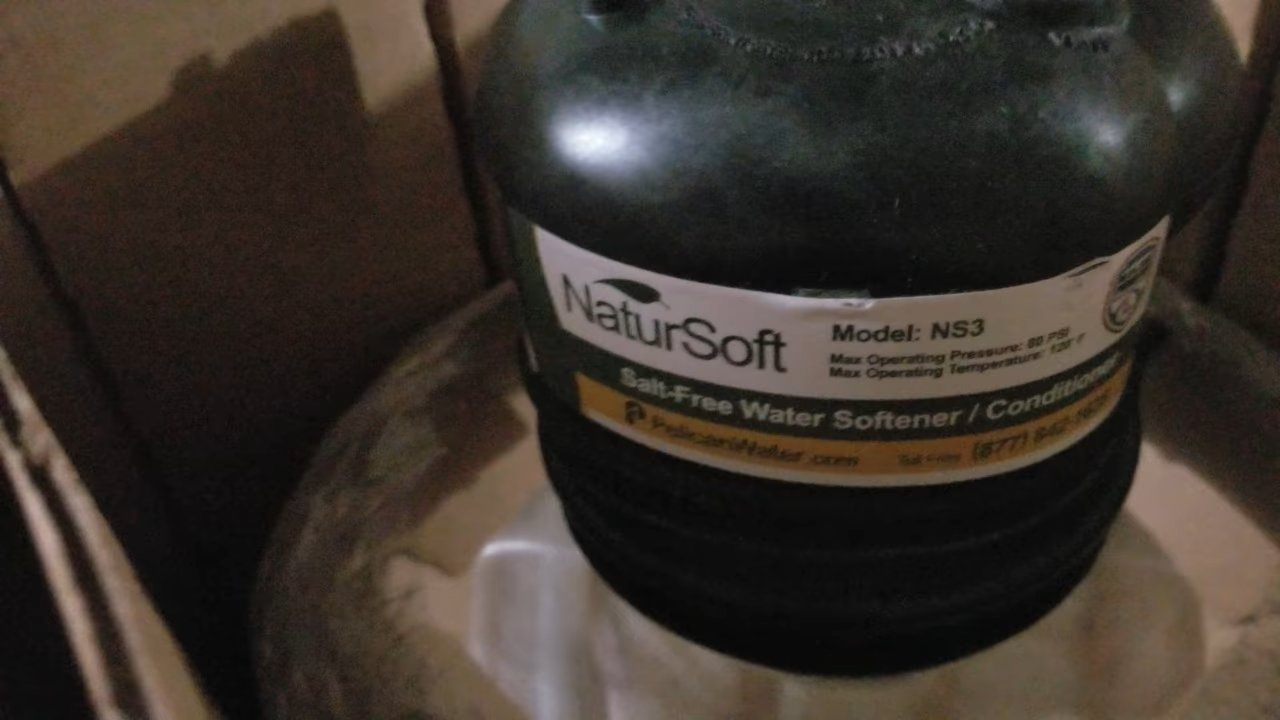 NaturSoft
Model: NS3
Max Operating Pressure: 80 PSI
Max Operating Temperature: 120° F
Salt-Free Water Softener / Conditioner
PelicanWater.com Toll Free (877) 842-